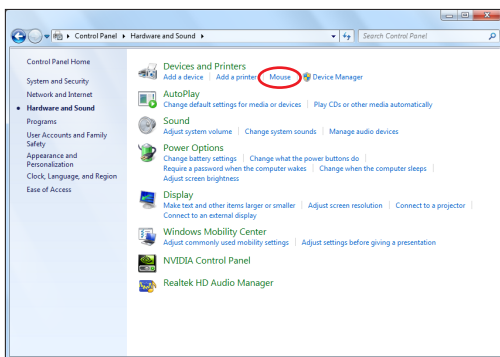 Control Panel ▸ Hardware and Sound ▸
Search Control Panel
Control Panel Home
System and Security
Network and Internet
Hardware and Sound
Programs
User Accounts and Family
Safety
Appearance and
Personalization
Clock, Language, and Region
Ease of Access
Devices and Printers
Add a device | Add a printer | Mouse | Device Manager
AutoPlay
Change default settings for media or devices | Play CDs or other media automatically
Sound
Adjust system volume | Change system sounds | Manage audio devices
Power Options
Change battery settings | Change what the power buttons do |
Require a password when the computer wakes | Change when the computer sleeps |
Adjust screen brightness
Display
Make text and other items larger or smaller | Adjust screen resolution | Connect to a projector |
Connect to an external display
Windows Mobility Center
Adjust commonly used mobility settings | Adjust settings before giving a presentation
NVIDIA Control Panel
Realtek HD Audio Manager